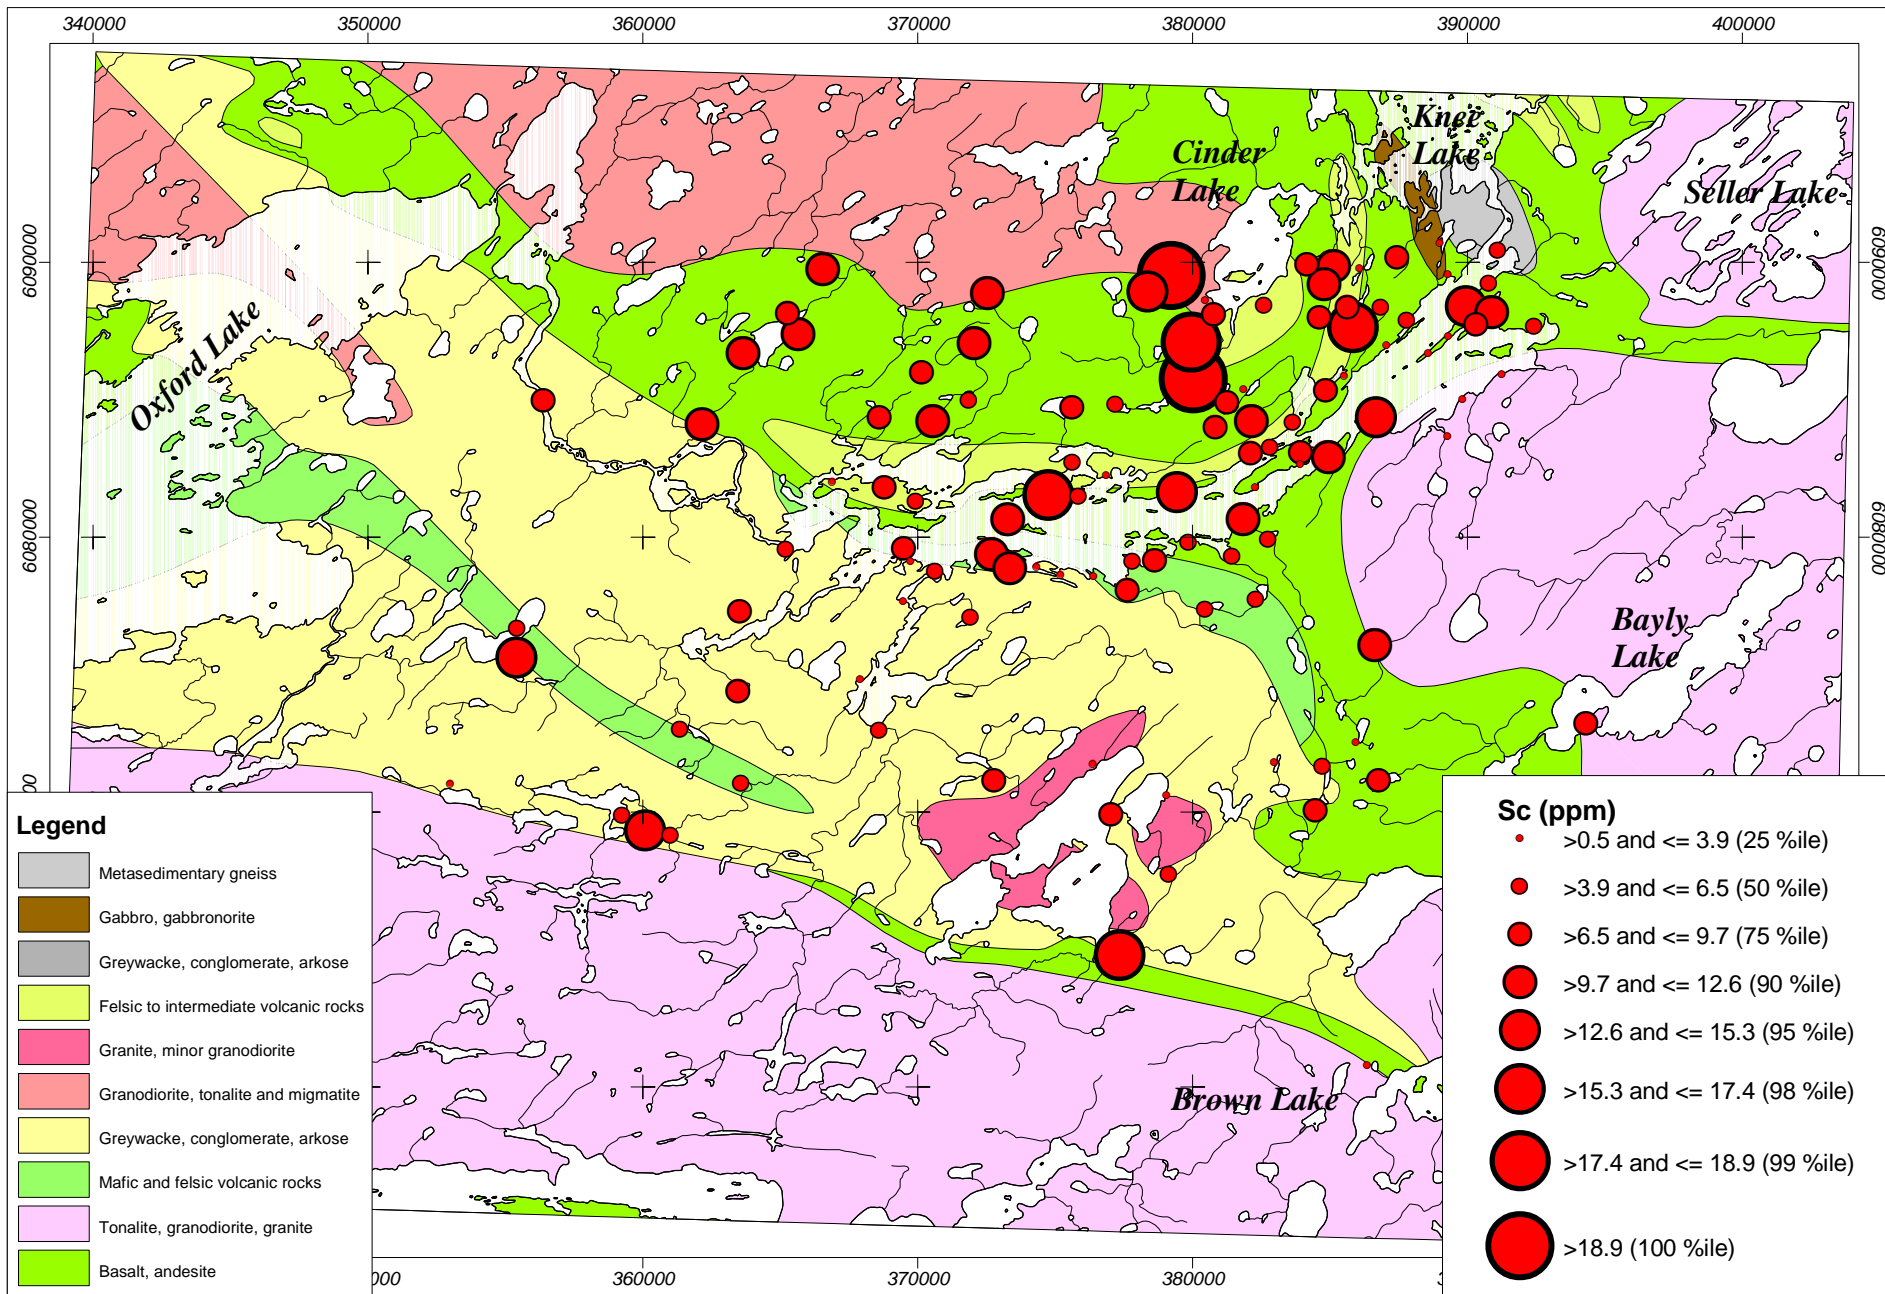 340000 350000 360000 370000 380000 390000 400000
Knee
Lake
Cinder
Lake
Seller Lake
6090000 6090000
Oxford Lake
6080000 6080000
Bayly
Lake
Brown Lake
Legend
Metasedimentary gneiss
Gabbro, gabbronorite
Greywacke, conglomerate, arkose
Felsic to intermediate volcanic rocks
Granite, minor granodiorite
Granodiorite, tonalite and migmatite
Greywacke, conglomerate, arkose
Mafic and felsic volcanic rocks
Tonalite, granodiorite, granite
Basalt, andesite
Sc (ppm)
>0.5 and <= 3.9 (25 %ile)
>3.9 and <= 6.5 (50 %ile)
>6.5 and <= 9.7 (75 %ile)
>9.7 and <= 12.6 (90 %ile)
>12.6 and <= 15.3 (95 %ile)
>15.3 and <= 17.4 (98 %ile)
>17.4 and <= 18.9 (99 %ile)
>18.9 (100 %ile)
360000 370000 380000